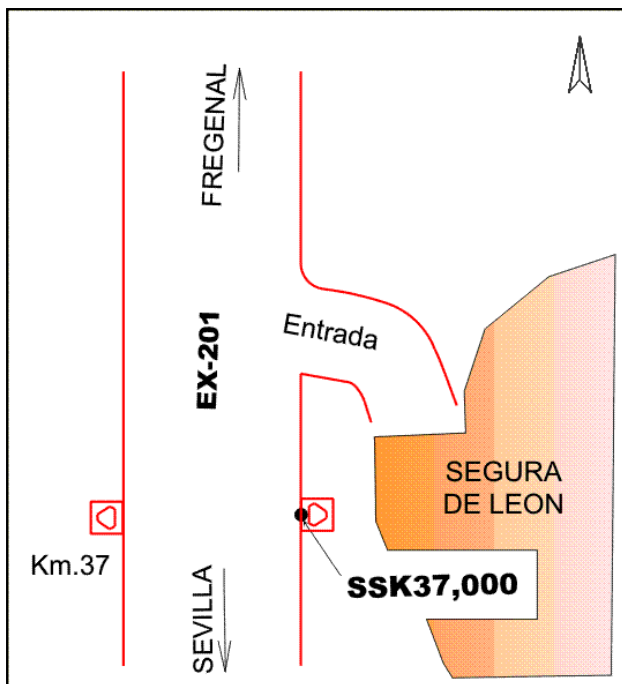 FREGENAL
Entrada
EX-201
SEGURA
DE LEON
Km.37
SSK37,000
SEVILLA